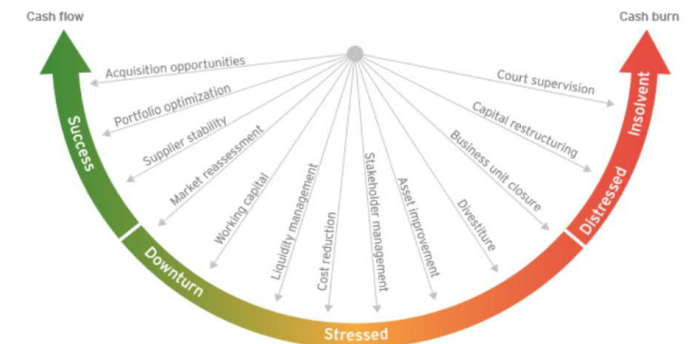 Cash flow
Cash burn
Acquisition opportunities
Portfolio optimization
Supplier stability
Market reassessment
Working capital
Liquidity management
Cost reduction
Stakeholder management
Asset improvement
Divestiture
Business unit closure
Capital restructuring
Court supervision
Success
Downturn
Stressed
Distressed
Insolvent